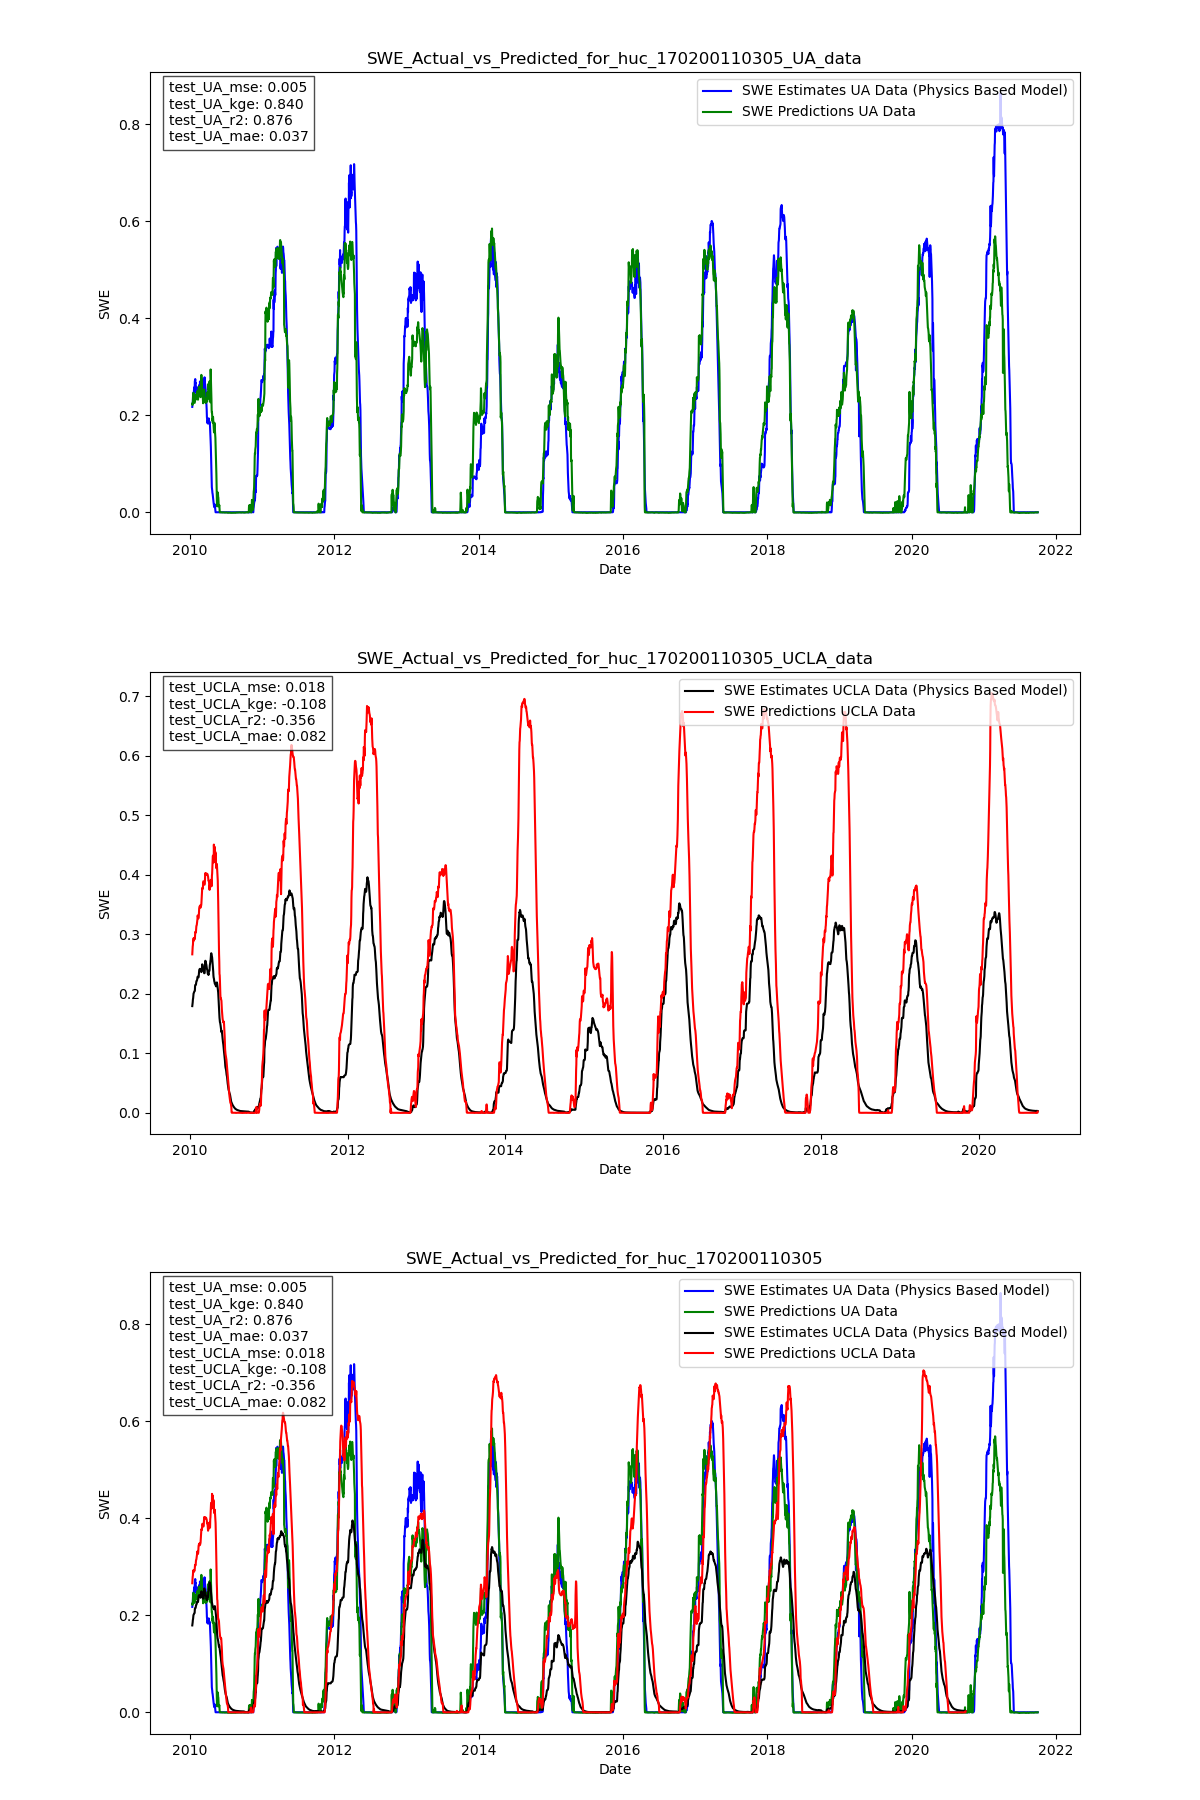 SWE_Actual_vs_Predicted_for_huc_170200110305_UA_data
test_UA_mse: 0.005
test_UA_kge: 0.840
test_UA_r2: 0.876
test_UA_mae: 0.037
SWE Estimates UA Data (Physics Based Model)
SWE Predictions UA Data
0.8
0.6
0.4
0.2
0.0
SWE
2010 2012 2014 2016 2018 2020 2022
Date
SWE_Actual_vs_Predicted_for_huc_170200110305_UCLA_data
test_UCLA_mse: 0.018
test_UCLA_kge: -0.108
test_UCLA_r2: -0.356
test_UCLA_mae: 0.082
SWE Estimates UCLA Data (Physics Based Model)
SWE Predictions UCLA Data
0.7
0.6
0.5
0.4
0.3
0.2
0.1
0.0
SWE
2010 2012 2014 2016 2018 2020
Date
SWE_Actual_vs_Predicted_for_huc_170200110305
test_UA_mse: 0.005
test_UA_kge: 0.840
test_UA_r2: 0.876
test_UA_mae: 0.037
test_UCLA_mse: 0.018
test_UCLA_kge: -0.108
test_UCLA_r2: -0.356
test_UCLA_mae: 0.082
SWE Estimates UA Data (Physics Based Model)
SWE Predictions UA Data
SWE Estimates UCLA Data (Physics Based Model)
SWE Predictions UCLA Data
0.8
0.6
0.4
0.2
0.0
SWE
2010 2012 2014 2016 2018 2020 2022
Date